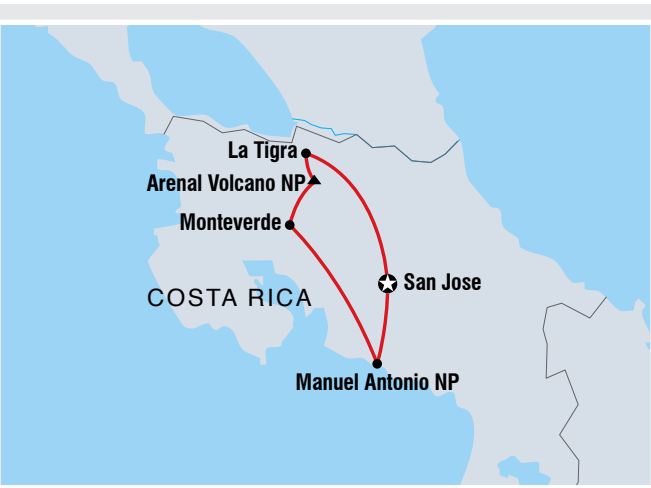 La Tigra
Arenal Volcano NP
Monteverde
San Jose
COSTA RICA
Manuel Antonio NP